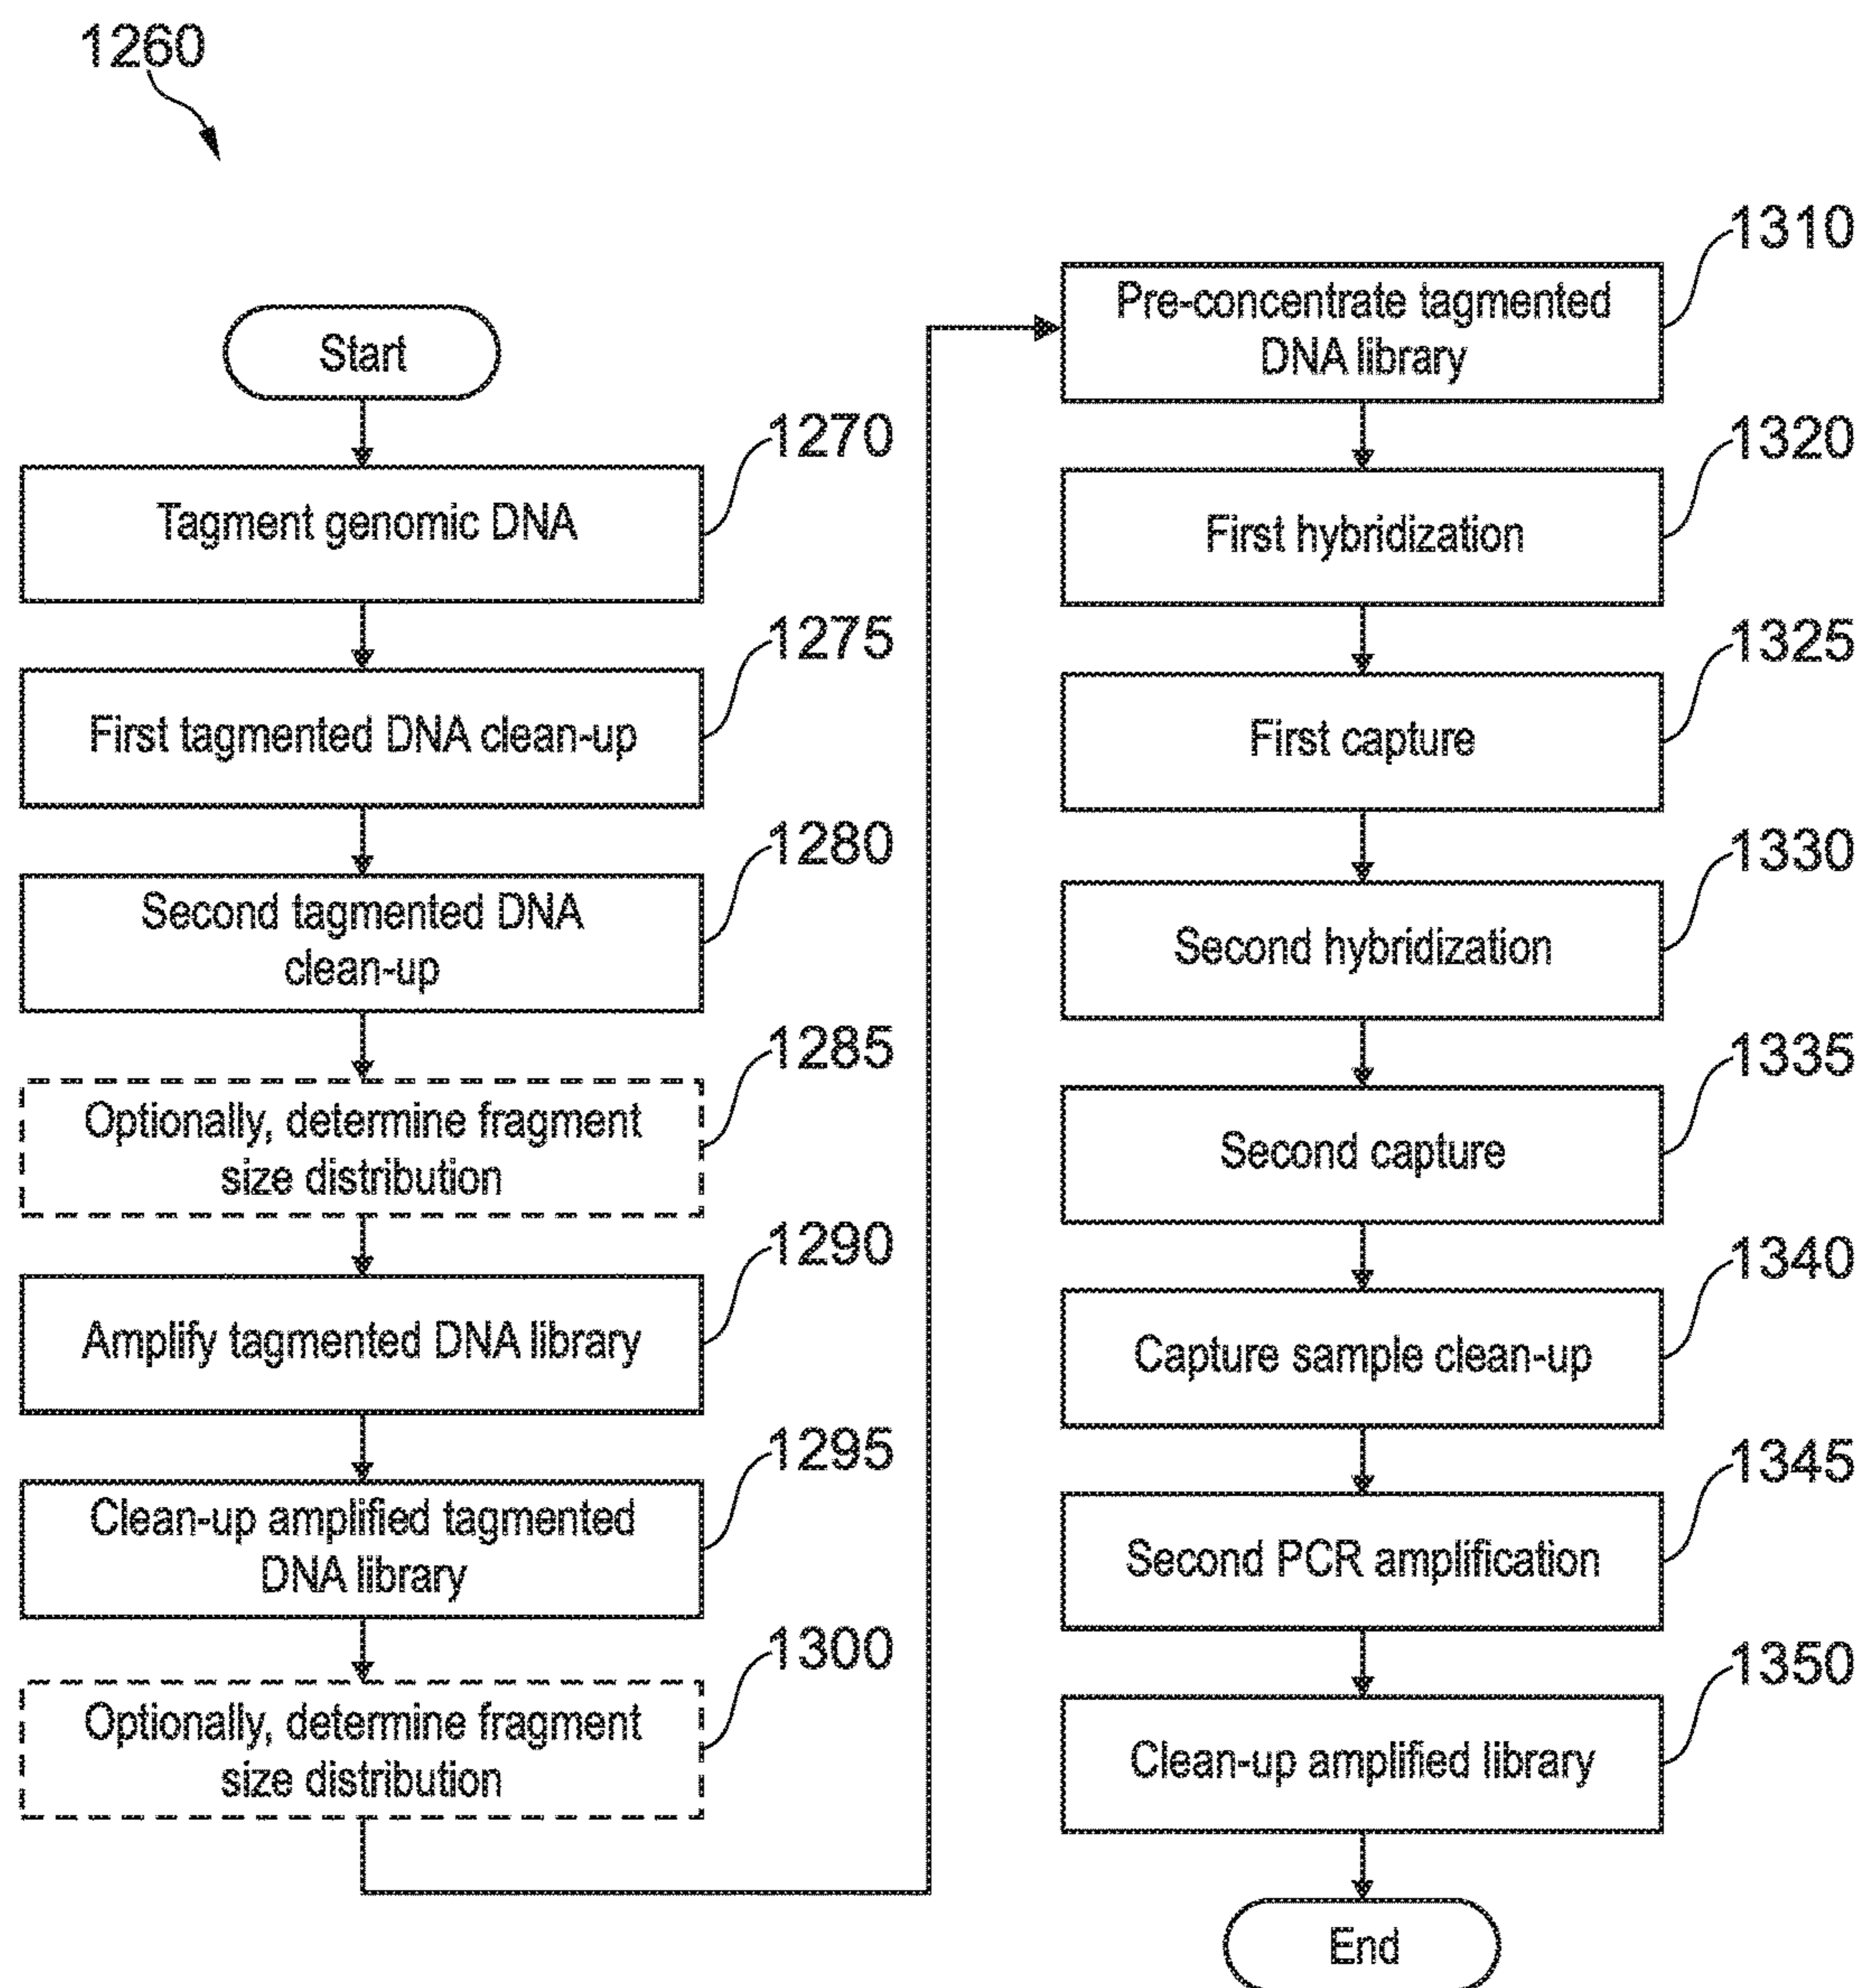 1260
Start
1270
Tagment genomic DNA
1275
First tagmented DNA clean-up
1280
Second tagmented DNA
clean-up
1285
Optionally, determine fragment
size distribution
1290
Amplify tagmented DNA library
1295
Clean-up amplified tagmented
DNA library
1300
Optionally, determine fragment
size distribution
1310
Pre-concentrate tagmented
DNA library
1320
First hybridization
1325
First capture
1330
Second hybridization
1335
Second capture
1340
Capture sample clean-up
1345
Second PCR amplification
1350
Clean-up amplified library
End